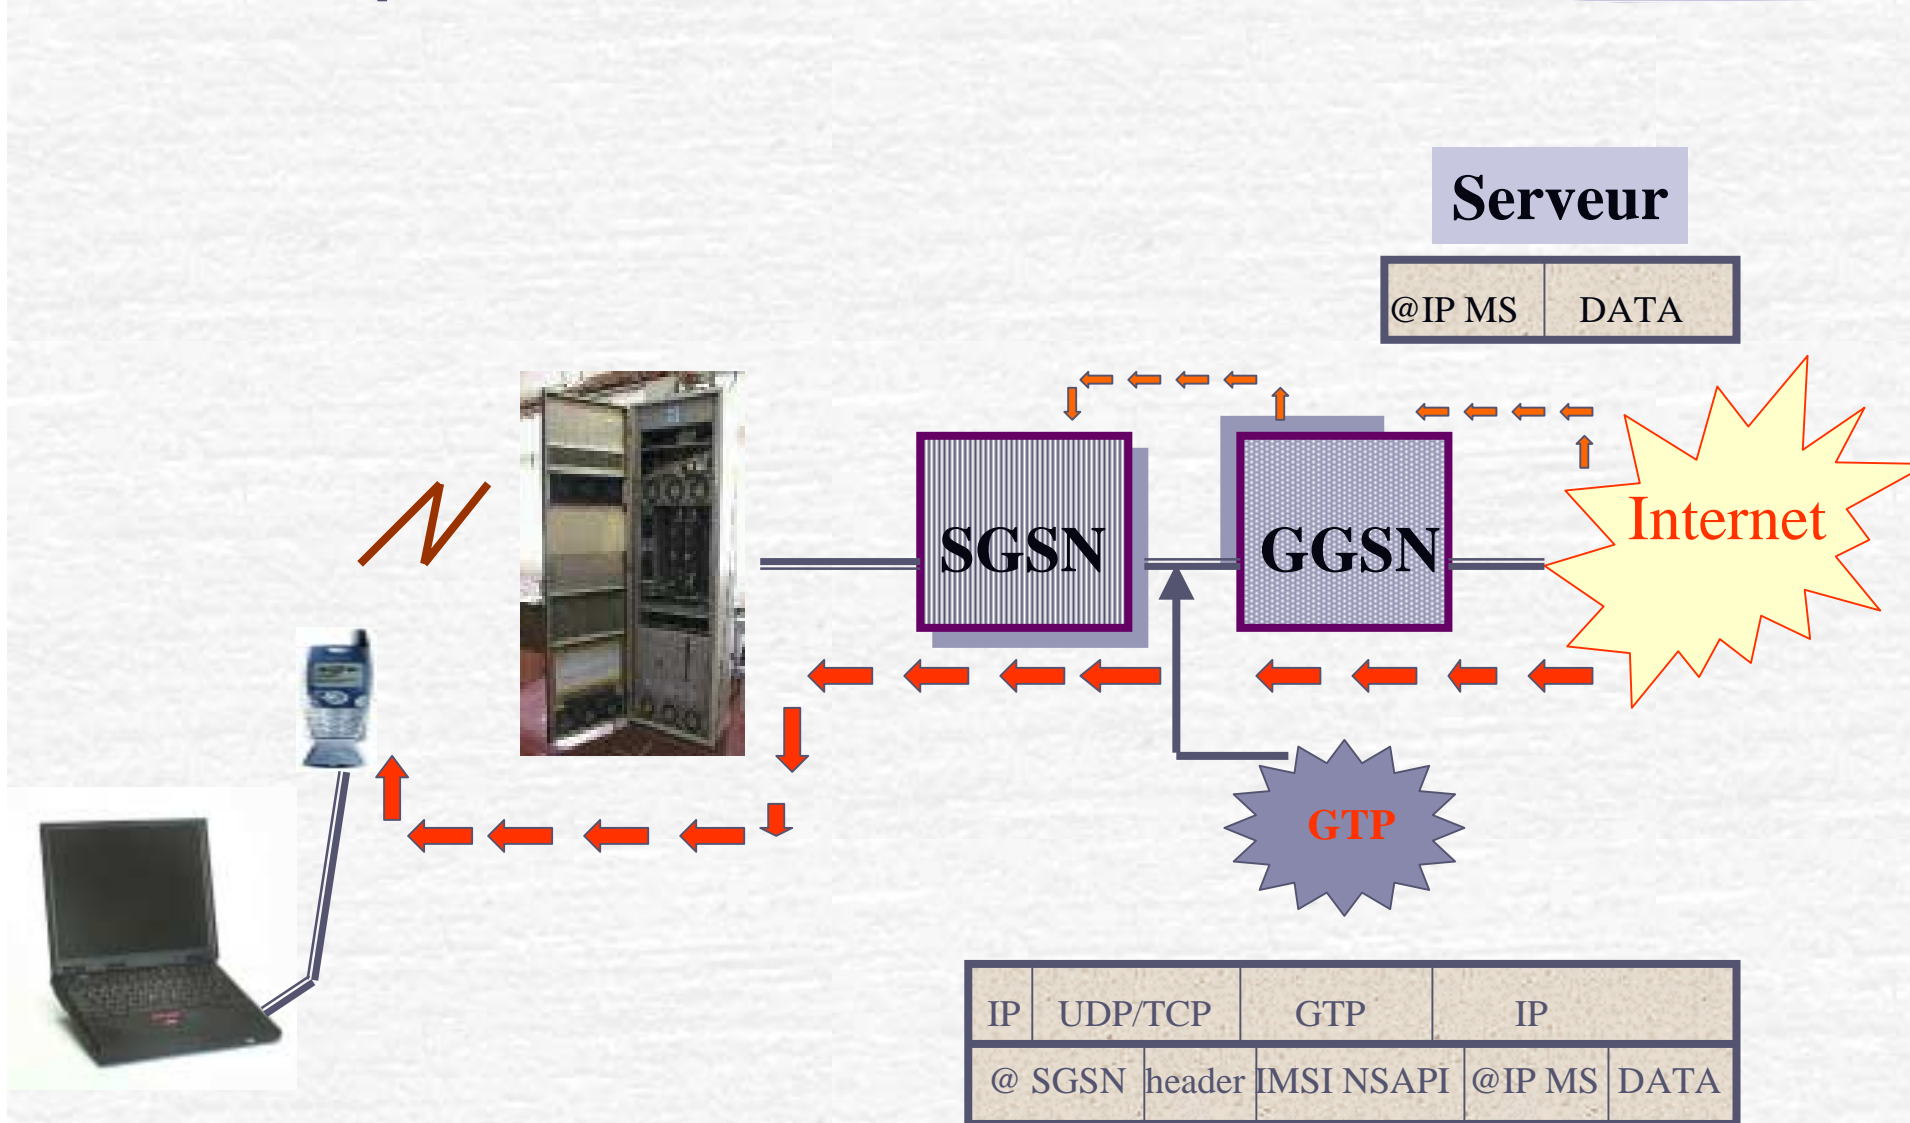 Serveur
@IP MS DATA
SGSN GGSN Internet
GTP
IP UDP/TCP GTP IP
@ SGSN header IMSI NSAPI @IP MS DATA